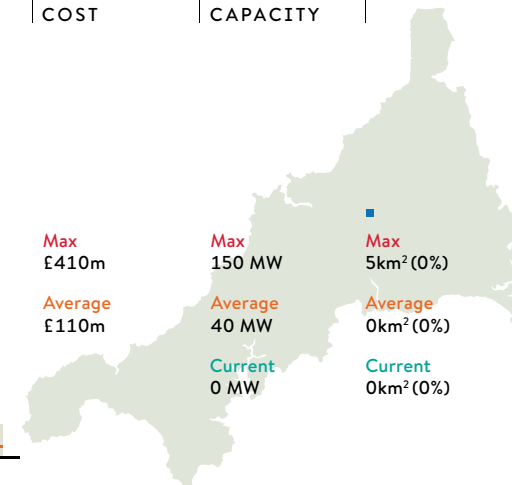 COST CAPACITY
Max Max Max
£410m 150 MW 5km² (0%)
Average Average Average
£110m 40 MW 0km² (0%)
Current Current
0 MW 0km² (0%)